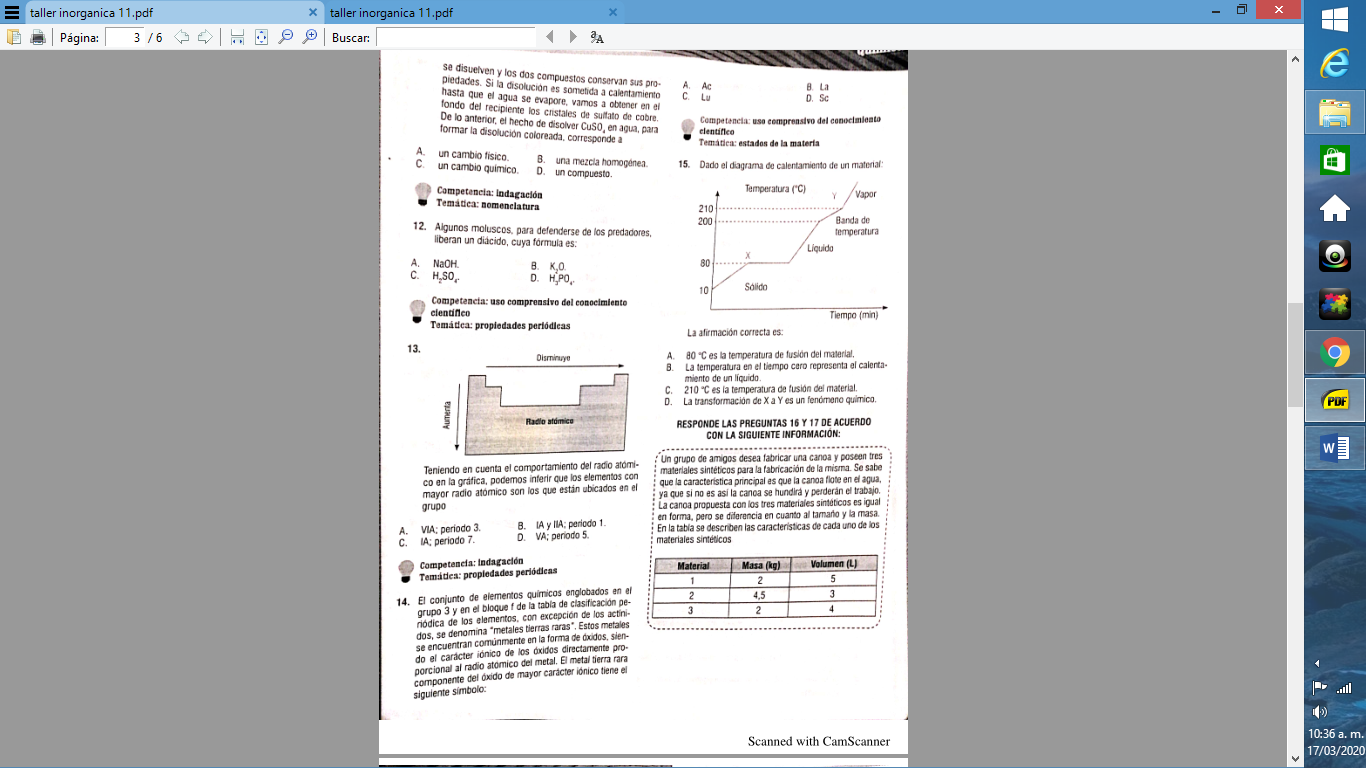 taller inorganica 11.pdf
taller inorganica 11.pdf
Página: 3 / 6
Buscar:
se disuelven y los dos compuestos conservan sus pro-
piedades. Si la disolución es sometida a calentamiento
hasta que el agua se evapore, vamos a obtener en el
fondo del recipiente los cristales de sulfato de cobre.
De lo anterior, el hecho de disolver CuSO₄ en agua, para
formar la disolución coloreada, corresponde a
A. un cambio físico. B. una mezcla homogénea.
C. un cambio químico. D. un compuesto.
Competencia: indagación
Temática: nomenclatura
12. Algunos moluscos, para defenderse de los predadores,
liberan un diácido, cuya fórmula es:
A. NaOH. B. K₂O.
C. H₂SO₄. D. H₃PO₄.
Competencia: uso comprensivo del conocimiento
científico
Temática: propiedades periódicas
13.
Disminuye
Aumenta
Radio atómico
Teniendo en cuenta el comportamiento del radio atómi-
co en la gráfica, podemos inferir que los elementos con
mayor radio atómico son los que están ubicados en el
grupo
A. VIA; periodo 3. B. IA y IIA; periodo 1.
C. IA; periodo 7. D. VA; periodo 5.
Competencia: indagación
Temática: propiedades periódicas
14. El conjunto de elementos químicos englobados en el
grupo 3 y en el bloque f de la tabla de clasificación pe-
riódica de los elementos, con excepción de los actini-
dos, se denomina "metales tierras raras". Estos metales
se encuentran comúnmente en la forma de óxidos, sien-
do el carácter iónico de los óxidos directamente pro-
porcional al radio atómico del metal. El metal tierra rara
componente del óxido de mayor carácter iónico tiene el
siguiente símbolo:
A. Ac B. La
C. Lu D. Sc
Competencia: uso comprensivo del conocimiento
científico
Temática: estados de la materia
15. Dado el diagrama de calentamiento de un material:
Temperatura (°C)
Y Vapor
210
200
Banda de
temperatura
Líquido
X
80
10
Sólido
Tiempo (min)
La afirmación correcta es:
A. 80 °C es la temperatura de fusión del material.
B. La temperatura en el tiempo cero representa el calenta-
miento de un líquido.
C. 210 °C es la temperatura de fusión del material.
D. La transformación de X a Y es un fenómeno químico.
RESPONDE LAS PREGUNTAS 16 Y 17 DE ACUERDO
CON LA SIGUIENTE INFORMACIÓN:
Un grupo de amigos desea fabricar una canoa y poseen tres
materiales sintéticos para la fabricación de la misma. Se sabe
que la característica principal es que la canoa flote en el agua,
ya que si no es así la canoa se hundirá y perderán el trabajo.
La canoa propuesta con los tres materiales sintéticos es igual
en forma, pero se diferencia en cuanto al tamaño y la masa.
En la tabla se describen las características de cada uno de los
materiales sintéticos
Material Masa (kg) Volumen (L)
1 2 5
2 4,5 3
3 2 4
Scanned with CamScanner
PDF
10:36 a. m.
17/03/2020